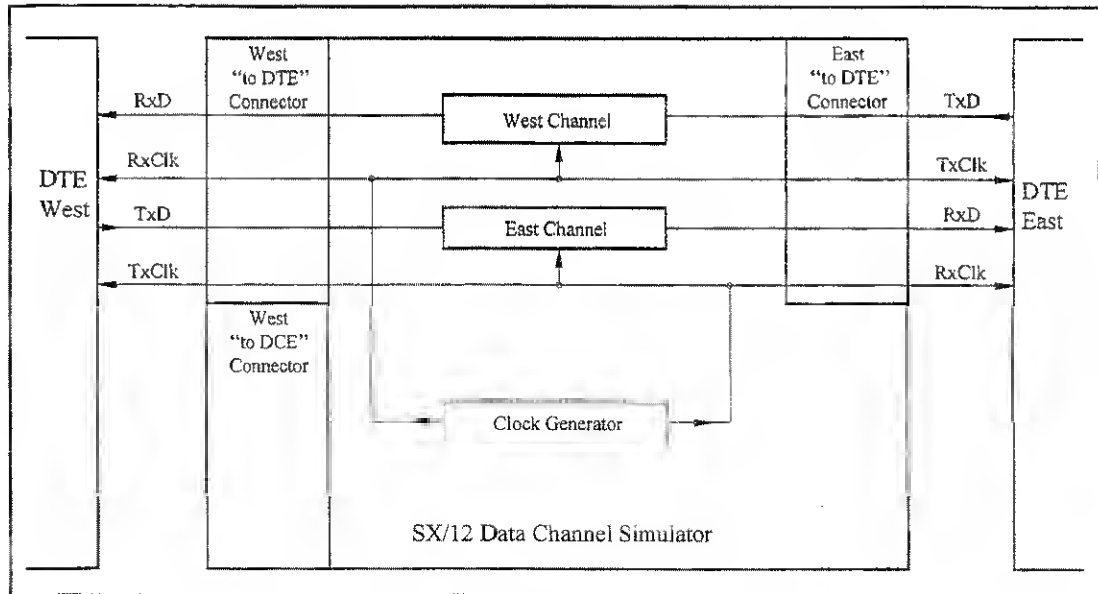 West
“to DTE”
Connector
East
“to DTE”
Connector
RxD
West Channel
TxD
RxClk
TxClk
DTE
West
DTE
East
TxD
East Channel
RxD
TxClk
RxClk
West
“to DCE”
Connector
Clock Generator
SX/12 Data Channel Simulator